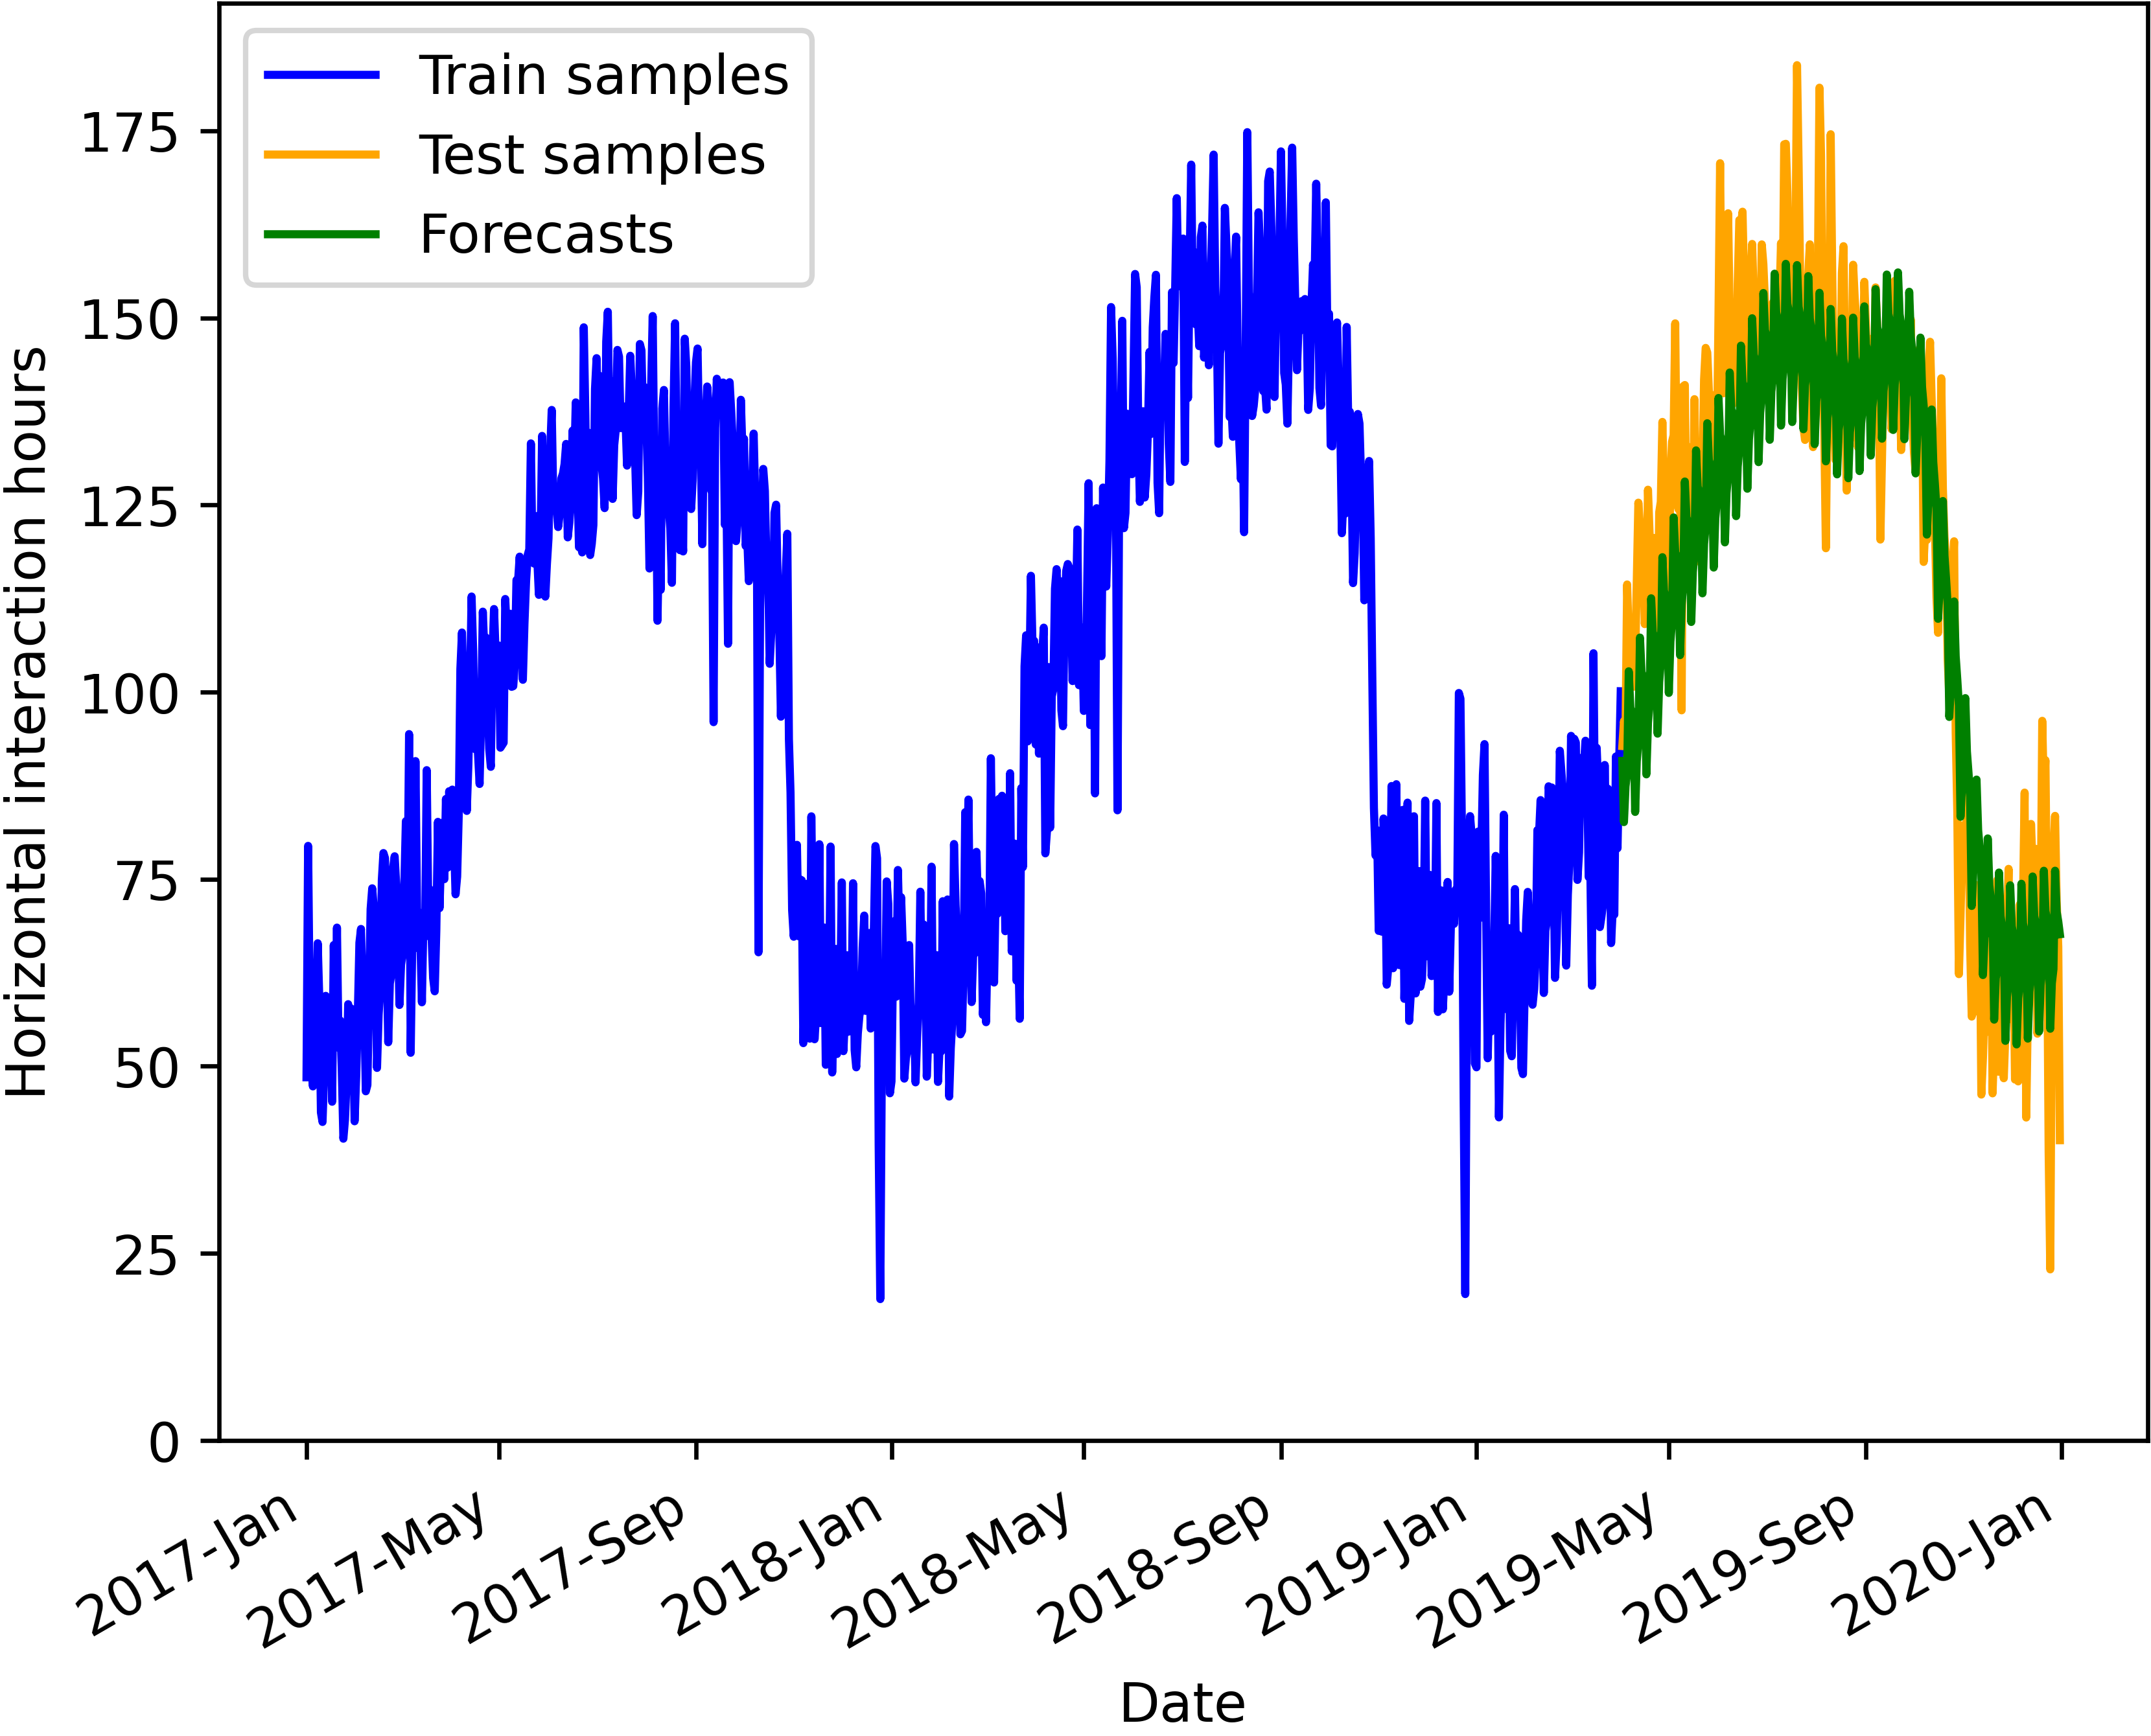 Train samples
Test samples
Forecasts
Horizontal interaction hours
175
150
125
100
75
50
25
0
2017-Jan
2017-May
2017-Sep
2018-Jan
2018-May
2018-Sep
2019-Jan
2019-May
2019-Sep
2020-Jan
Date